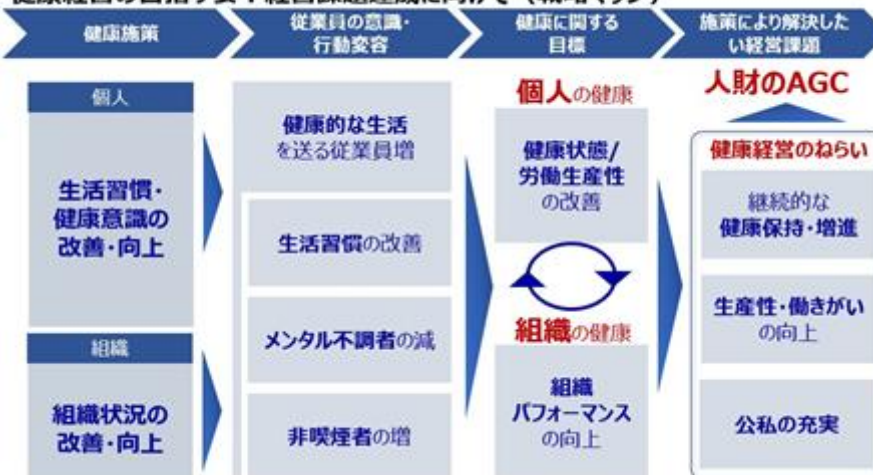 健康施策
従業員の意識・
行動変容
健康に関する
目標
施策により解決した
い経営課題
個人
生活習慣・
健康意識の
改善・向上
組織
組織状況の
改善・向上
健康的な生活
を送る従業員増
生活習慣の改善
メンタル不調者の減
非喫煙者の増
個人の健康
健康状態/
労働生産性
の改善
組織の健康
組織
パフォーマンス
の向上
人財のAGC
健康経営のねらい
継続的な
健康保持・増進
生産性・働きがい
の向上
公私の充実